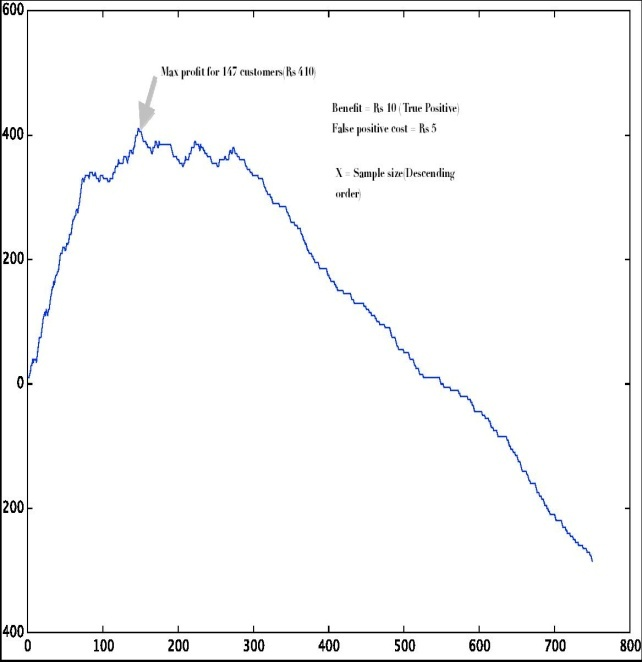 600
Max profit for 147 customers(Rs 410)
Benefit = Rs 10 (True Positive)
False positive cost = Rs 5
400
X = Sample size(Descending
order)
200
0
200
400
0 100 200 300 400 500 600 700 800